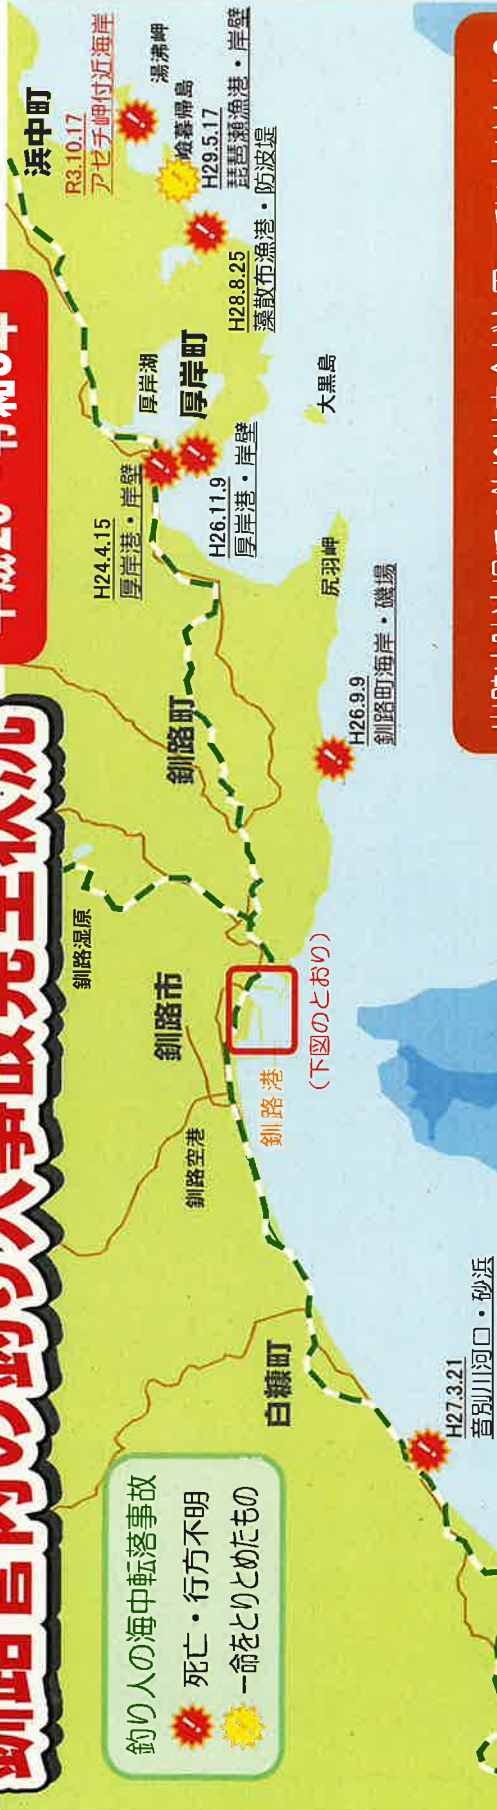 釧路管内の釣り人事故発生状況
釣り人の海中転落事故
死亡・行方不明
一命をとりとめたもの
浜中町
R3.10.17
アゼチ岬付近海岸
湯沸岬
嶮暮帰島
H29.5.17
琵琶瀬漁港・岸壁
H28.8.25
藻散布漁港・防波堤
厚岸湖
厚岸町
H24.4.15
厚岸港・岸壁
H26.11.9
厚岸港・岸壁
大黒島
尻羽岬
釧路町
H26.9.9
釧路町海岸・磯場
釧路湿原
釧路市
釧路空港
釧路港
（下図のとおり）
白糠町
H27.3.21
音別川河口・砂浜